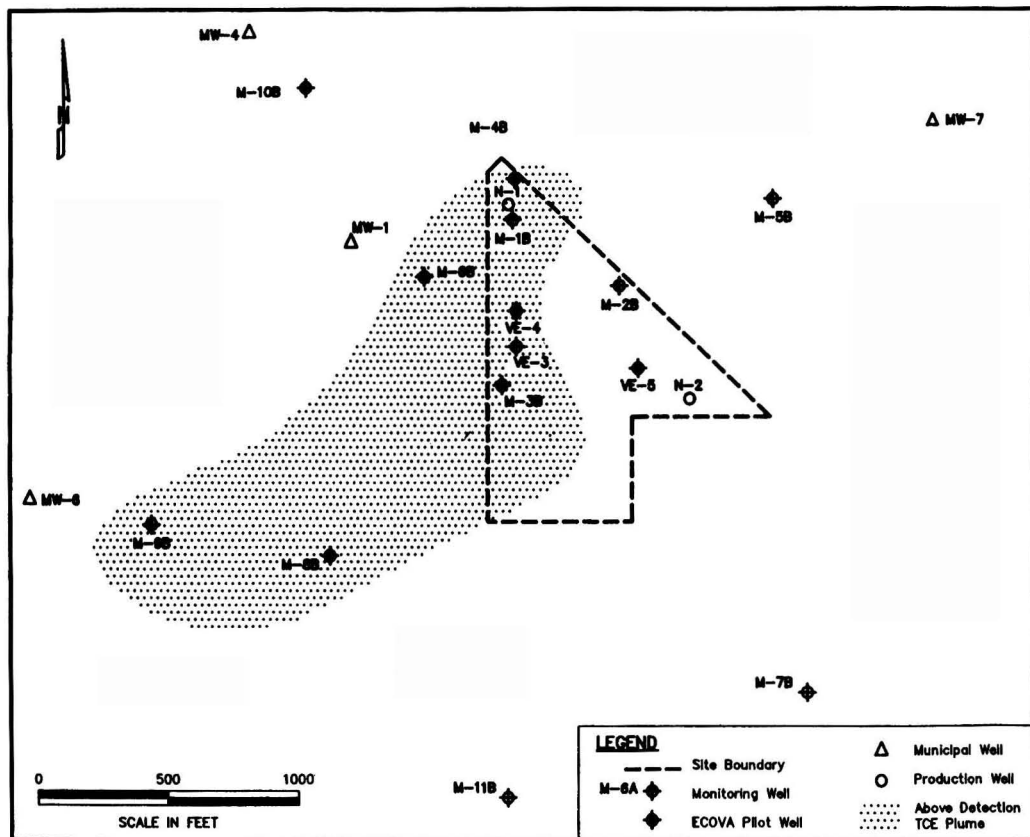 MW-4
M-10B
M-4B
MW-7
N
N-1
M-5B
M-1B
MW-1
M-6B
M-2B
VE-4
VE-3
VE-5
N-2
M-3B
MW-6
M-9B
M-8B
M-7B
LEGEND
Site Boundary
M-6A Monitoring Well
ECOVA Pilot Well
Municipal Well
Production Well
Above Detection
TCE Plume
M-11B
0 500 1000
SCALE IN FEET